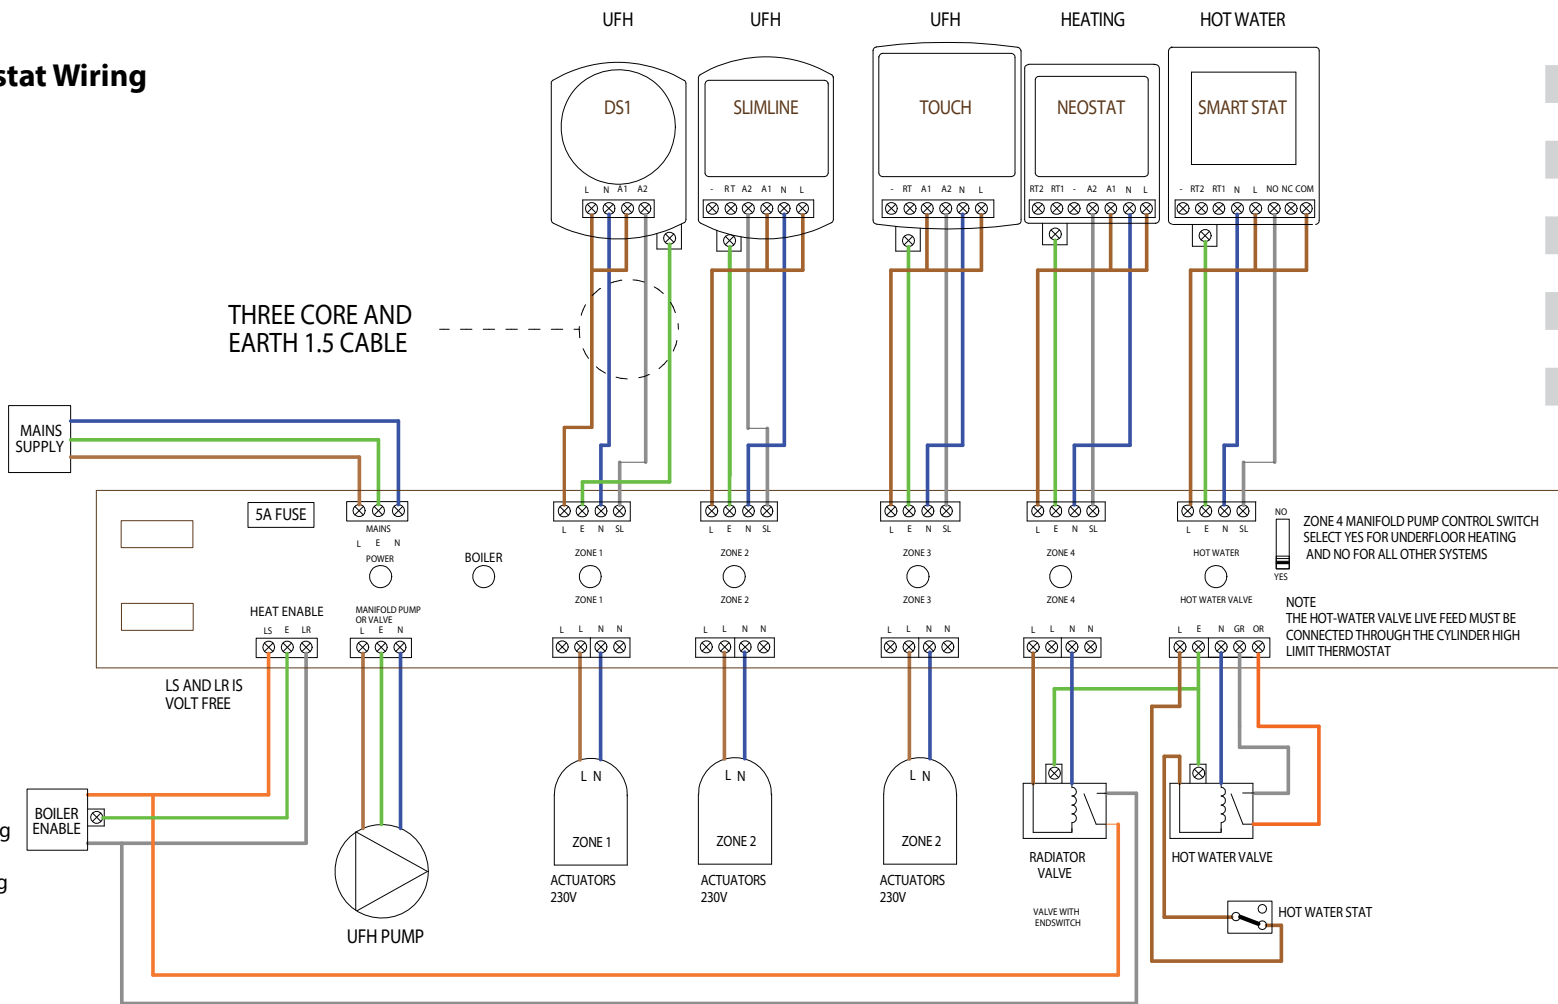 UFH UFH UFH HEATING HOT WATER
stat Wiring
DS1 SLIMLINE TOUCH NEOSTAT SMART STAT
L N A1 A2
- RT A2 A1 N L
- RT A1 A2 N L
RT2 RT1 - A2 A1 N L
- RT2 RT1 N L NO NC COM
THREE CORE AND
EARTH 1.5 CABLE
MAINS
SUPPLY
5A FUSE
MAINS
L E N
POWER
BOILER
L E N SL
ZONE 1
ZONE 1
L E N SL
ZONE 2
ZONE 2
L E N SL
ZONE 3
ZONE 3
L E N SL
ZONE 4
ZONE 4
L E N SL
HOT WATER
HOT WATER VALVE
NO
YES
ZONE 4 MANIFOLD PUMP CONTROL SWITCH
SELECT YES FOR UNDERFLOOR HEATING
AND NO FOR ALL OTHER SYSTEMS
NOTE
THE HOT-WATER VALVE LIVE FEED MUST BE
CONNECTED THROUGH THE CYLINDER HIGH
LIMIT THERMOSTAT
HEAT ENABLE
LS E LR
MANIFOLD PUMP
OR VALVE
L E N
L L N N
L L N N
L L N N
L L N N
L E N GR OR
LS AND LR IS
VOLT FREE
BOILER
ENABLE
g
g
UFH PUMP
L N
ZONE 1
ACTUATORS
230V
L N
ZONE 2
ACTUATORS
230V
L N
ZONE 2
ACTUATORS
230V
RADIATOR
VALVE
VALVE WITH
ENDSWITCH
HOT WATER VALVE
HOT WATER STAT